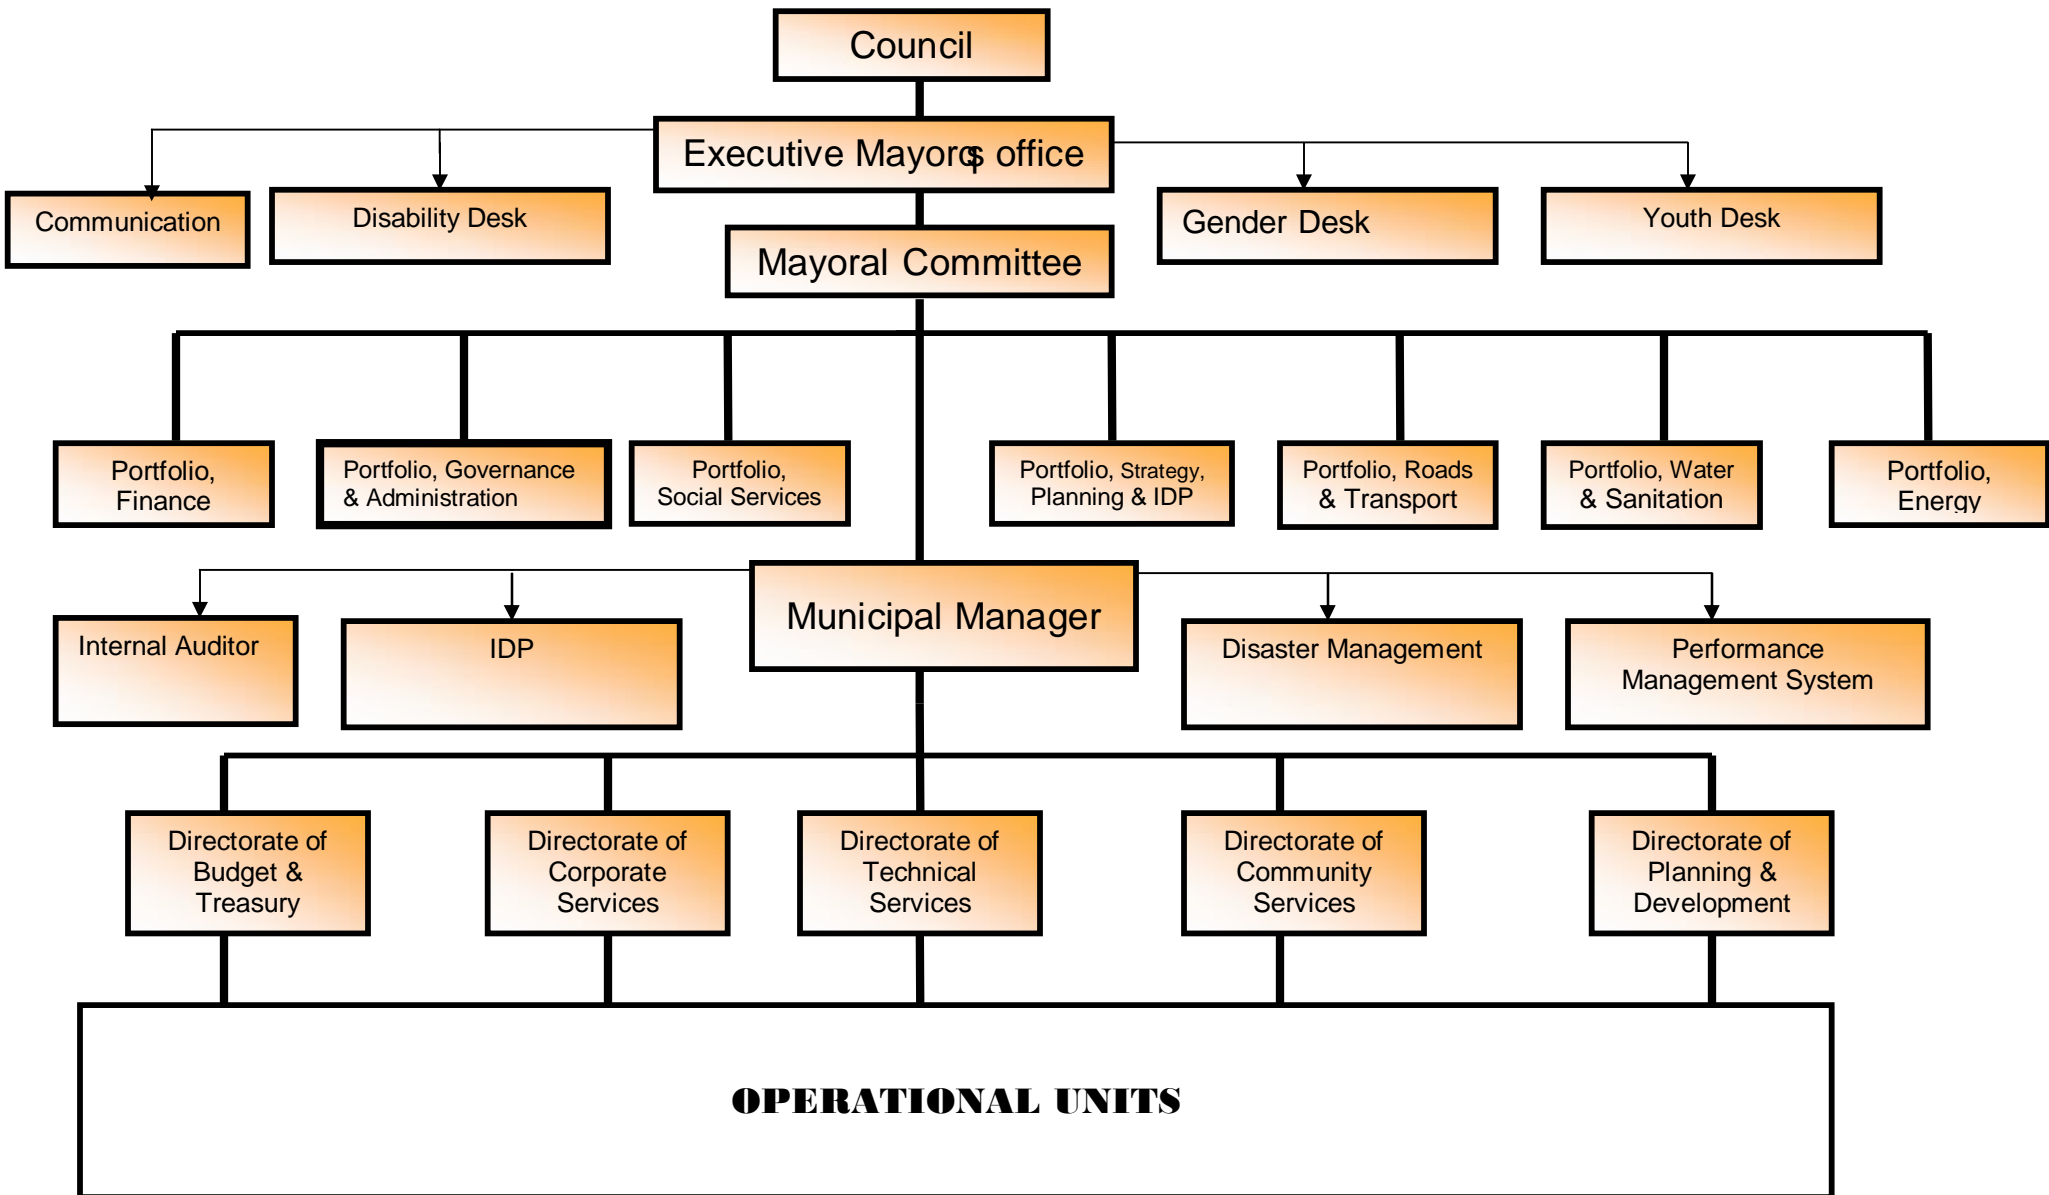 Council
Executive Mayor's office
Communication
Disability Desk
Gender Desk
Youth Desk
Mayoral Committee
Portfolio,
Finance
Portfolio, Governance
& Administration
Portfolio,
Social Services
Portfolio, Strategy,
Planning & IDP
Portfolio, Roads
& Transport
Portfolio, Water
& Sanitation
Portfolio,
Energy
Municipal Manager
Internal Auditor
IDP
Disaster Management
Performance
Management System
Directorate of
Budget &
Treasury
Directorate of
Corporate
Services
Directorate of
Technical
Services
Directorate of
Community
Services
Directorate of
Planning &
Development
OPERATIONAL UNITS